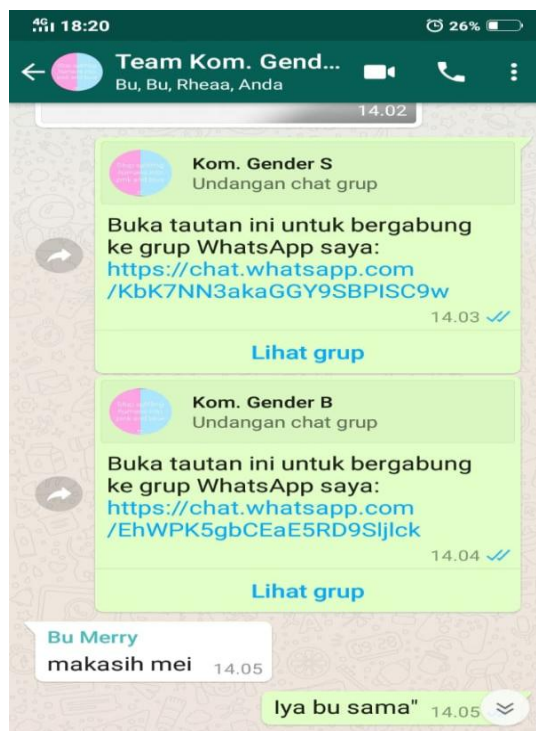 4G 18:20 26%
Team Kom. Gend...
Bu, Bu, Rheaa, Anda
14.02
Kom. Gender S
Undangan chat grup
Buka tautan ini untuk bergabung
ke grup WhatsApp saya:
https://chat.whatsapp.com
/KbK7NN3akaGGY9SBPISC9w
14.03
Lihat grup
Kom. Gender B
Undangan chat grup
Buka tautan ini untuk bergabung
ke grup WhatsApp saya:
https://chat.whatsapp.com
/EhWPK5gbCEaE5RD9Sljlck
14.04
Lihat grup
Bu Merry
makasih mei 14.05
Iya bu sama" 14.05